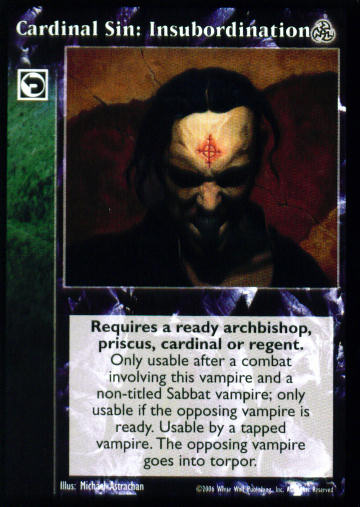 Cardinal Sin: Insubordination
Requires a ready archbishop,
priscus, cardinal or regent.
Only usable after a combat
involving this vampire and a
non-titled Sabbat vampire; only
usable if the opposing vampire is
ready. Usable by a tapped
vampire. The opposing vampire
goes into torpor.
Illus: Michael Astrachan ©2006 White Wolf Publishing, Inc. All Rights Reserved